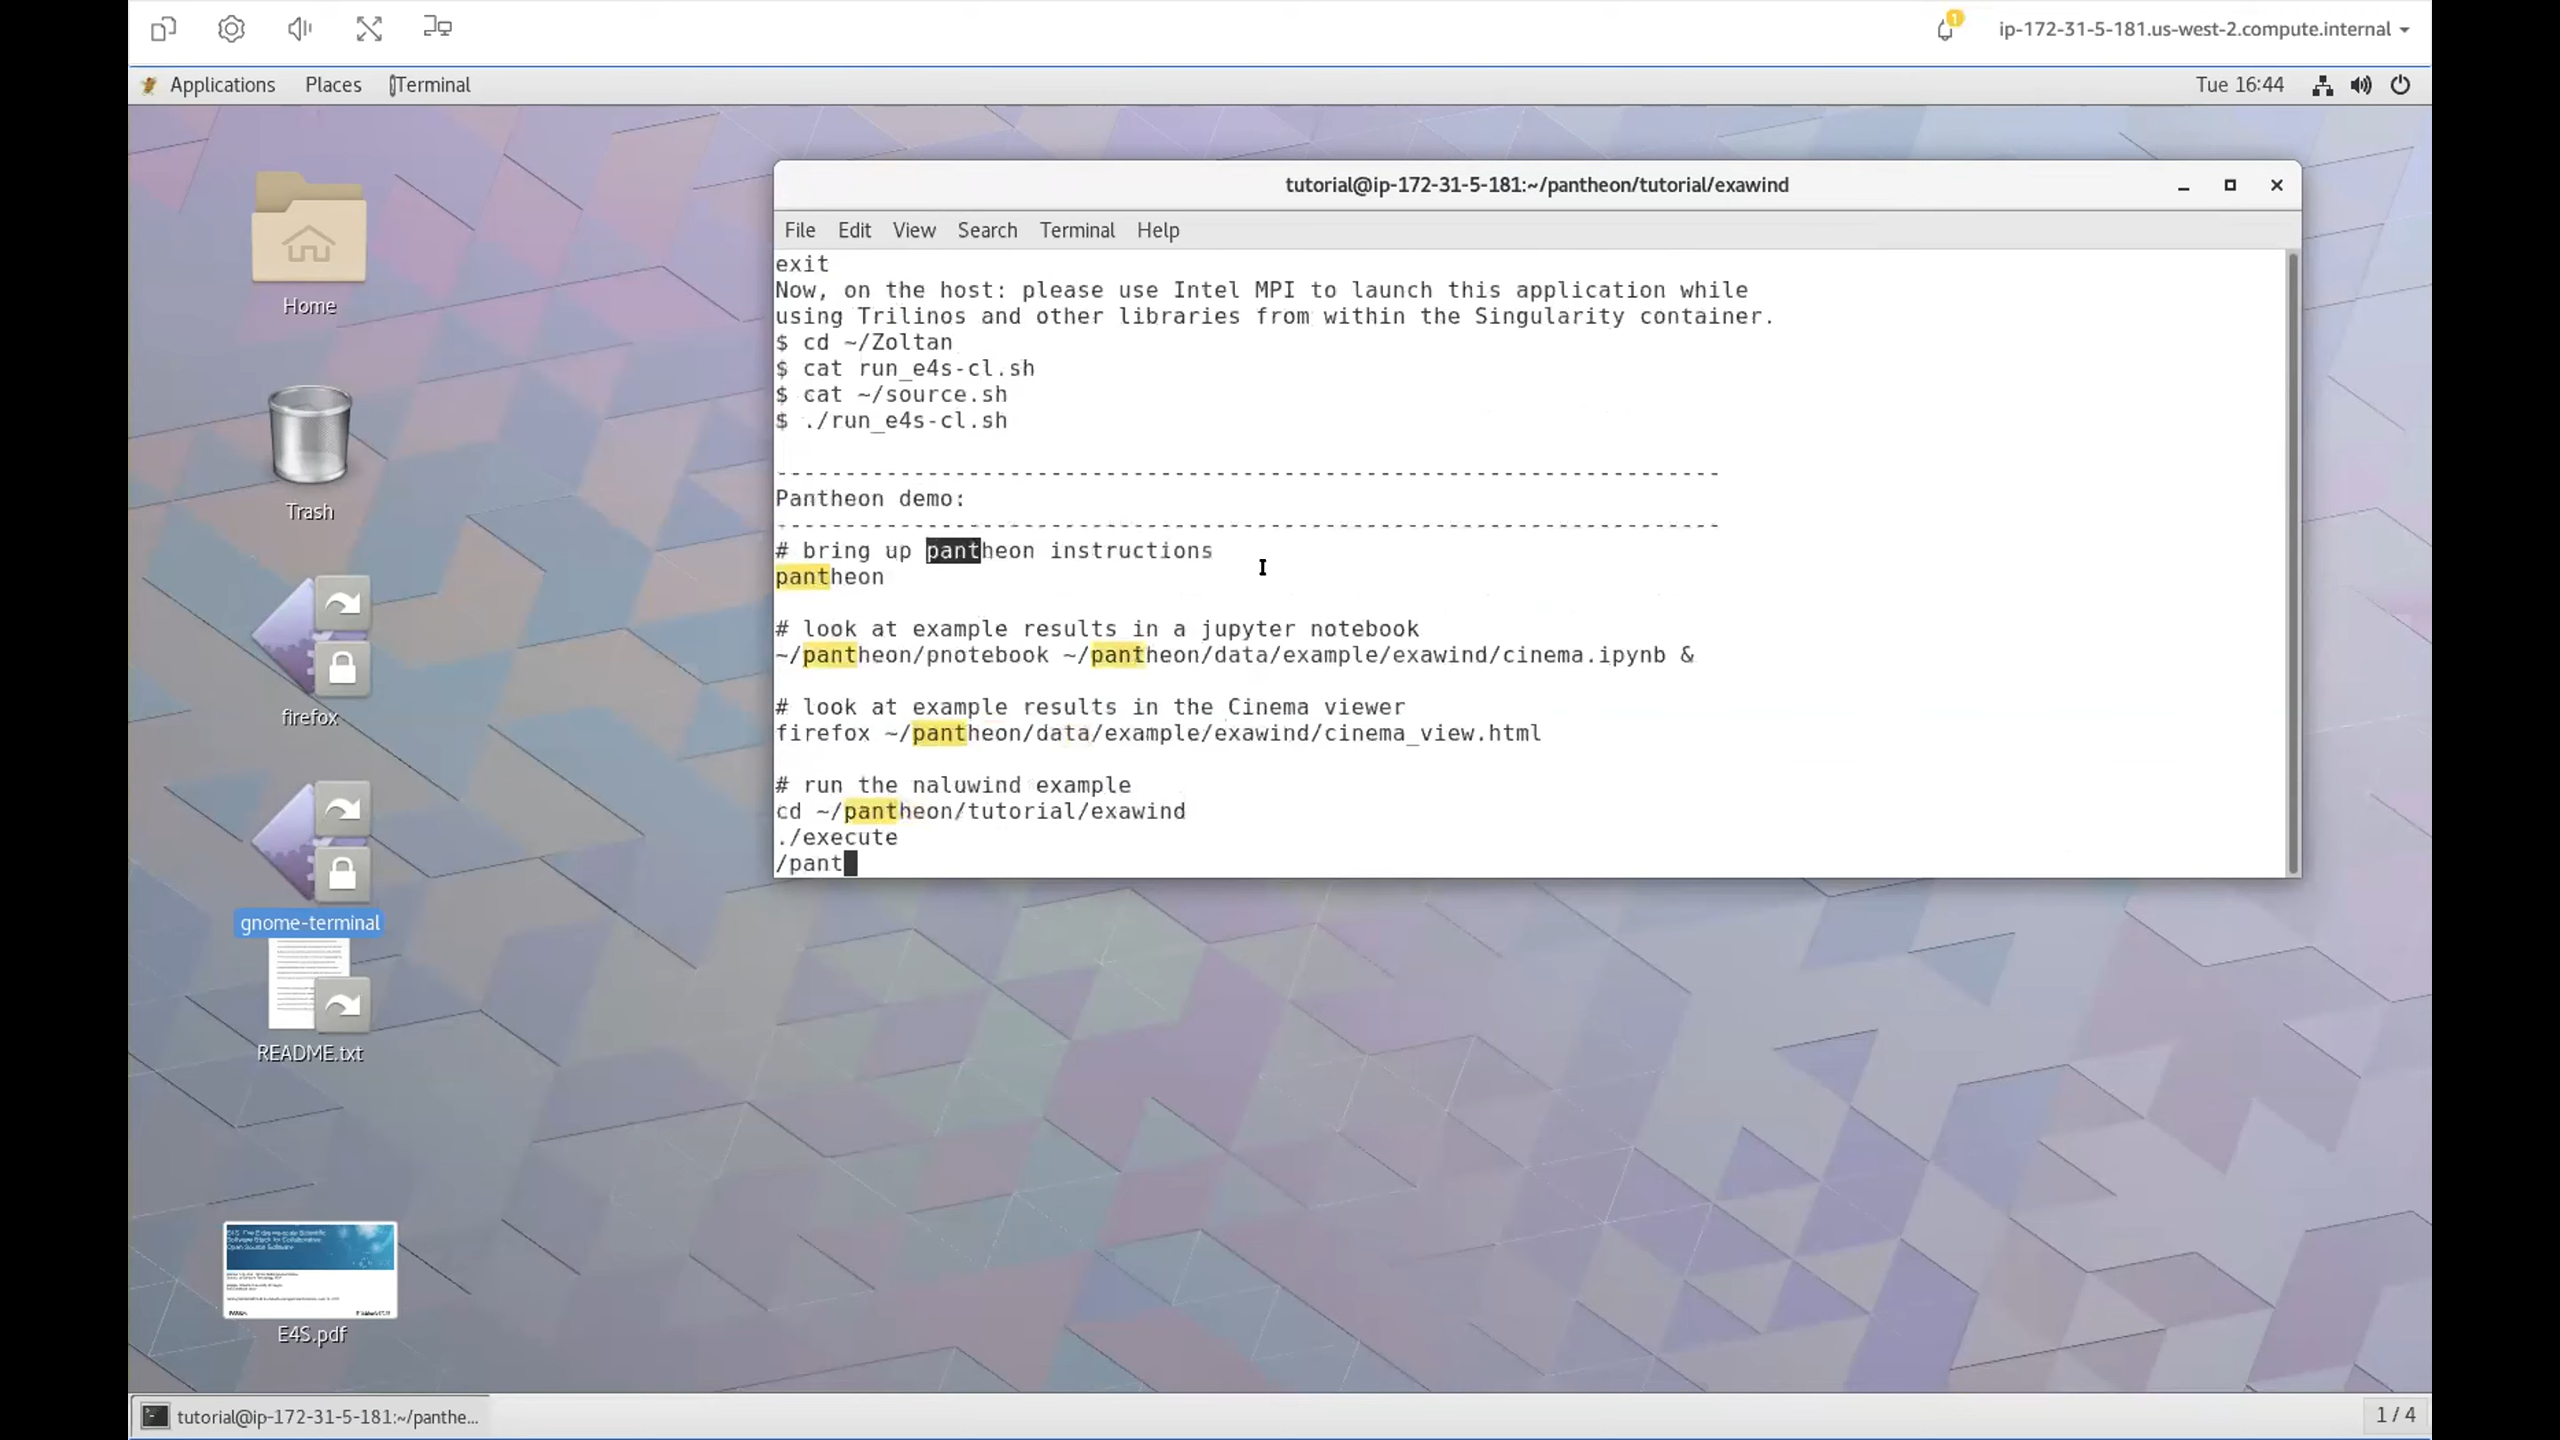 1
ip-172-31-5-181.us-west-2.compute.internal
Applications Places Terminal Tue 16:44
tutorial@ip-172-31-5-181:~/pantheon/tutorial/exawind
File Edit View Search Terminal Help
exit
Now, on the host: please use Intel MPI to launch this application while
using Trilinos and other libraries from within the Singularity container.
$ cd ~/Zoltan
$ cat run_e4s-cl.sh
$ cat ~/source.sh
$ ./run_e4s-cl.sh
---------------------------------------------------------------------
Pantheon demo:
---------------------------------------------------------------------
# bring up pantheon instructions
pantheon
# look at example results in a jupyter notebook
~/pantheon/pnotebook ~/pantheon/data/example/exawind/cinema.ipynb &
# look at example results in the Cinema viewer
firefox ~/pantheon/data/example/exawind/cinema_view.html
# run the naluwind example
cd ~/pantheon/tutorial/exawind
./execute
/pant
Home
Trash
firefox
gnome-terminal
README.txt
E4S.pdf
tutorial@ip-172-31-5-181:~/panthe...
1 / 4